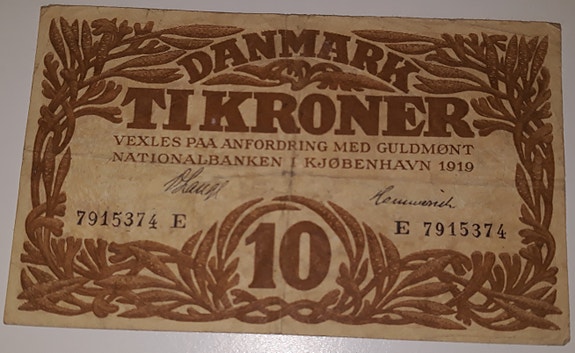 DANMARK
TI KRONER
VEXLES PAA ANFORDRING MED GULDMØNT
NATIONALBANKEN I KJØBENHAVN 1919
7915374 E
E 7915374
10